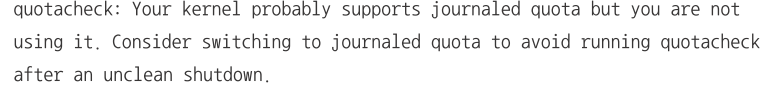 quotacheck: Your kernel probably supports journaled quota but you are not
using it. Consider switching to journaled quota to avoid running quotacheck
after an unclean shutdown.